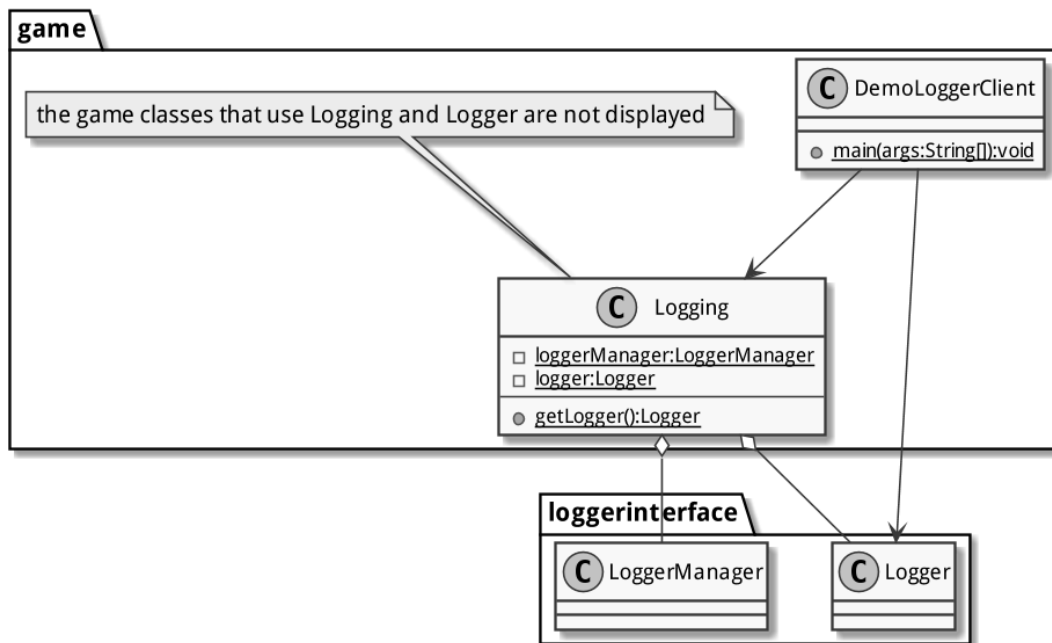 game
the game classes that use Logging and Logger are not displayed
C DemoLoggerClient
main(args:String[]):void
C Logging
loggerManager:LoggerManager
logger:Logger
getLogger():Logger
loggerinterface
C LoggerManager
C Logger